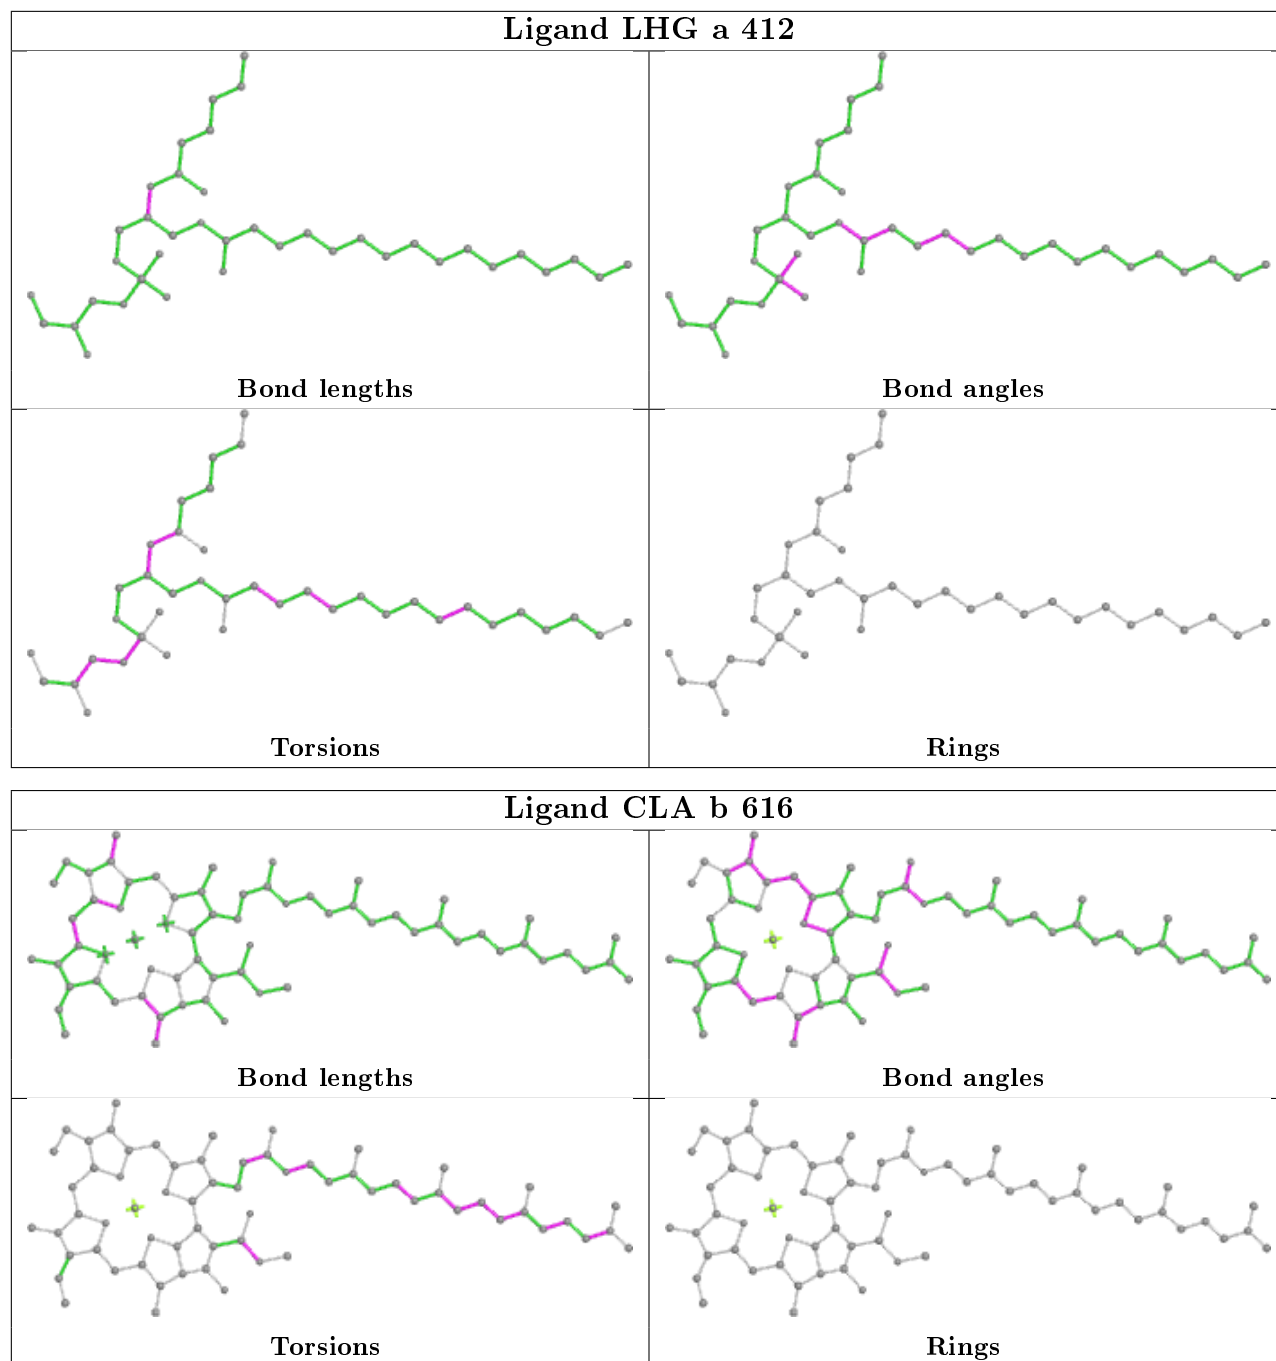 Ligand LHG a 412
Bond lengths
Bond angles
Torsions
Rings
Ligand CLA b 616
Bond lengths
Bond angles
Torsions
Rings